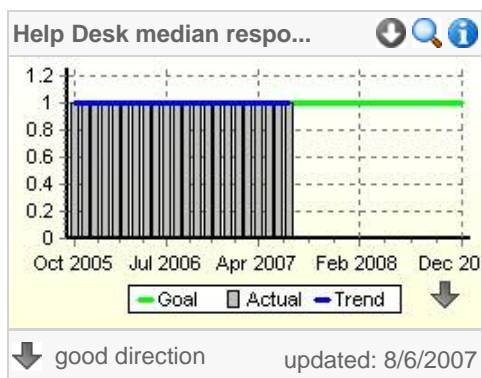 Help Desk median respo...
1.2
1
0.8
0.6
0.4
0.2
0
Oct 2005 Jul 2006 Apr 2007 Feb 2008 Dec 20
Goal Actual Trend
good direction updated: 8/6/2007